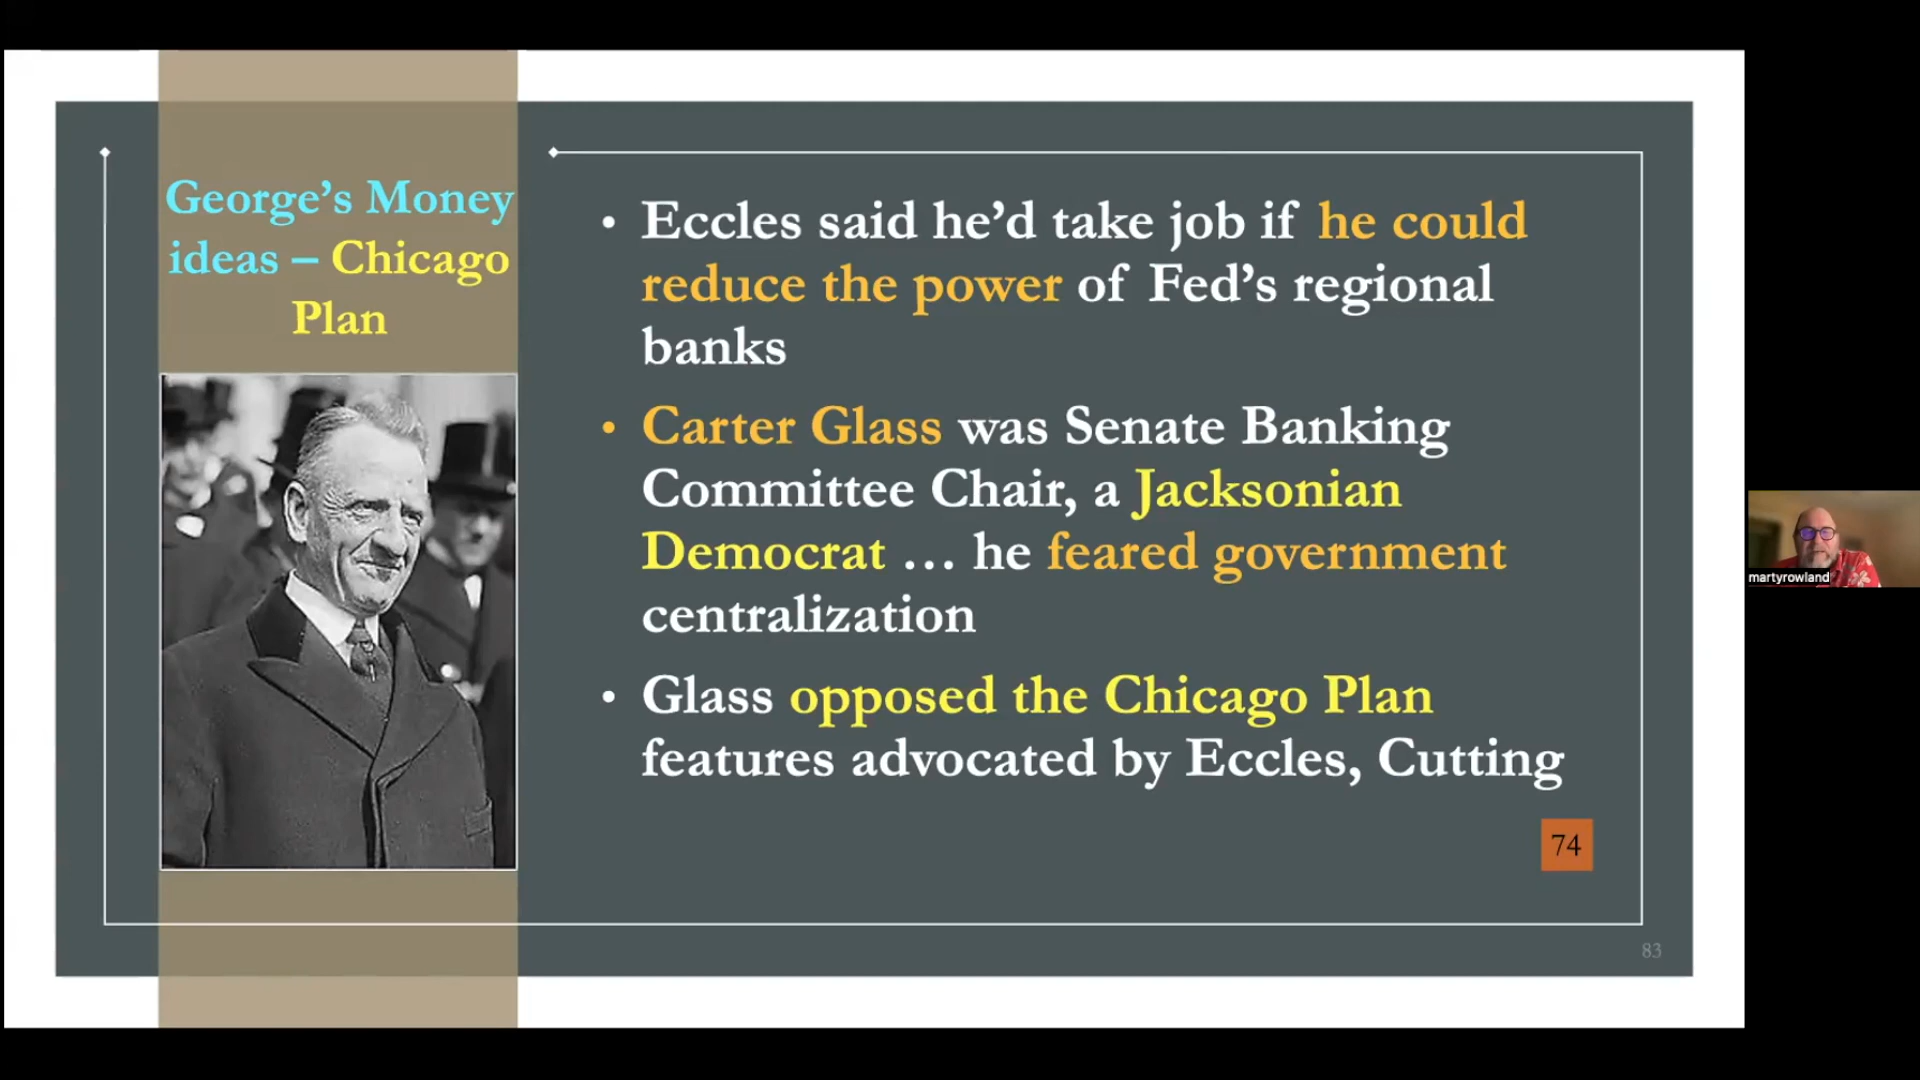 George’s Money
ideas – Chicago
Plan
• Eccles said he’d take job if he could
reduce the power of Fed’s regional
banks
• Carter Glass was Senate Banking
Committee Chair, a Jacksonian
Democrat … he feared government
centralization
• Glass opposed the Chicago Plan
features advocated by Eccles, Cutting
74
83
martyrowland